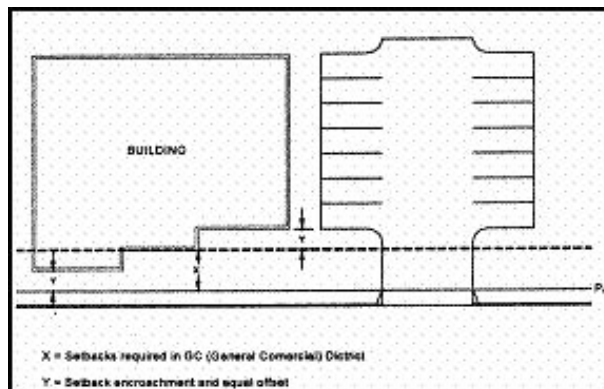 BUILDING
Y
X
Y
P
X = Setbacks required in GC (General Comercial) District
Y = Setback encroachment and equal offset